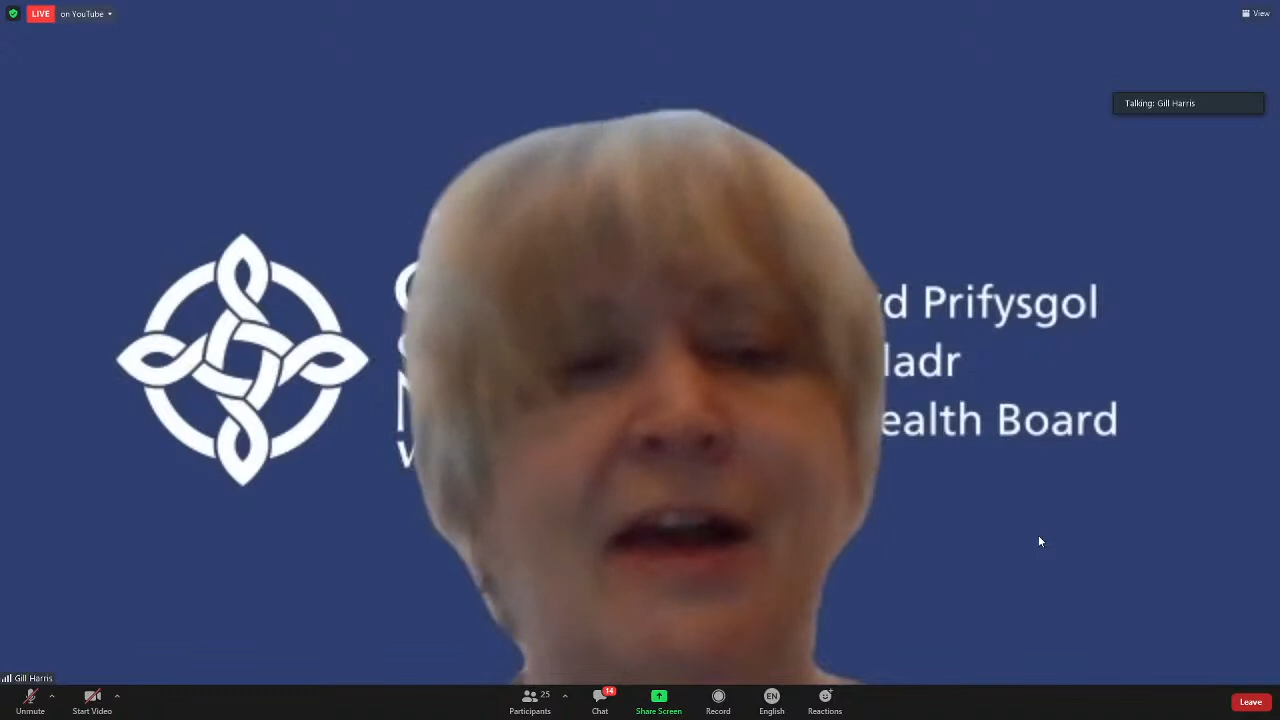 LIVE on YouTube
View
Talking: Gill Harris
d Prifysgol
ladr
ealth Board
Gill Harris
Unmute
Start Video
25
Participants
14
Chat
Share Screen
Record
EN
English
Reactions
Leave